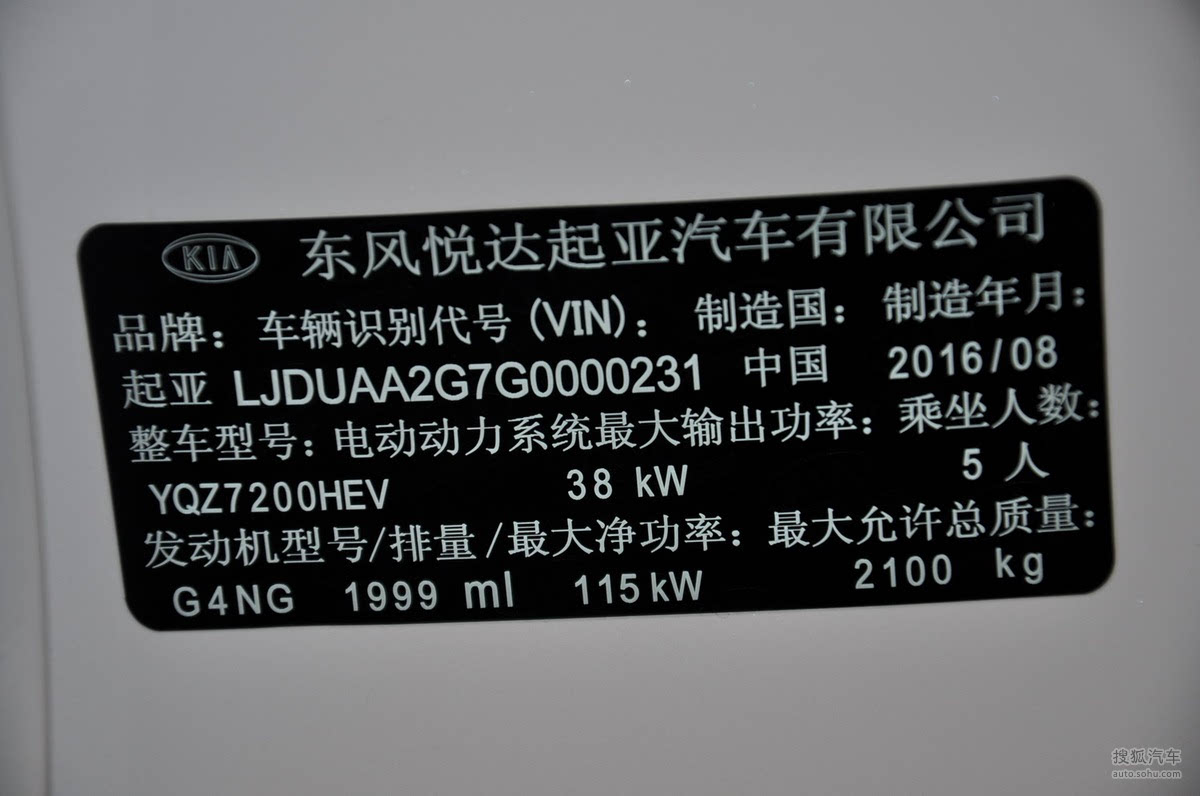 KIA 东风悦达起亚汽车有限公司
品牌: 车辆识别代号(VIN): 制造国: 制造年月:
起亚 LJDUAA2G7G0000231 中国 2016/08
整车型号: 电动动力系统最大输出功率: 乘坐人数:
YQZ7200HEV 38 kW 5 人
发动机型号/排量/最大净功率: 最大允许总质量:
G4NG 1999 ml 115kW 2100 kg
搜狐汽车
auto.sohu.com